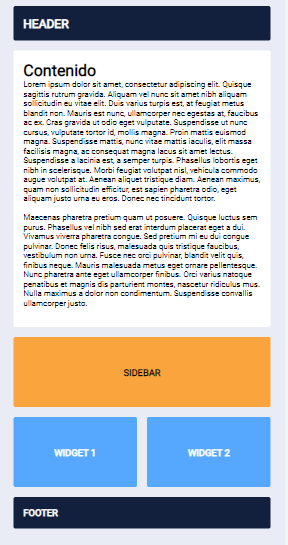 HEADER
Contenido
Lorem ipsum dolor sit amet, consectetur adipiscing elit. Quisque
sagittis rutrum gravida. Aliquam vel nunc sit amet nibh aliquam
sollicitudin eu vitae elit. Duis varius turpis est, at feugiat metus
blandit non. Mauris est nunc, ullamcorper nec egestas at, faucibus
ac ex. Cras gravida ut odio eget vulputate. Suspendisse ut nunc
cursus, vulputate tortor id, mollis magna. Proin mattis euismod
magna. Suspendisse mattis, nunc vitae mattis iaculis, elit massa
facilisis magna, ac consequat magna lacus sit amet lectus.
Suspendisse a lacinia est, a semper turpis. Phasellus lobortis eget
nibh in scelerisque. Morbi feugiat volutpat nisl, vehicula commodo
augue volutpat at. Aenean aliquet tristique diam. Aenean maximus,
quam non sollicitudin efficitur, est sapien pharetra odio, eget
aliquam justo urna eu eros. Donec nec tincidunt tortor.
Maecenas pharetra pretium quam ut posuere. Quisque luctus sem
purus. Phasellus vel nibh sed erat interdum placerat eget a dui.
Vivamus viverra pharetra congue. Sed pretium mi eu dui congue
pulvinar. Donec felis risus, malesuada quis tristique faucibus,
vestibulum non urna. Fusce nec orci pulvinar, blandit velit quis,
finibus neque. Mauris malesuada metus eget ornare pellentesque.
Nunc pharetra ante eget ullamcorper finibus. Orci varius natoque
penatibus et magnis dis parturient montes, nascetur ridiculus mus.
Nulla maximus a dolor non condimentum. Suspendisse convallis
ullamcorper justo.
SIDEBAR
WIDGET 1
WIDGET 2
FOOTER